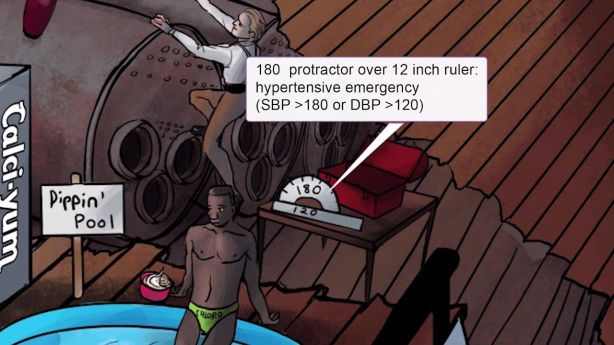 180 protractor over 12 inch ruler:
hypertensive emergency
(SBP >180 or DBP >120)
180
120
Calci-yum
Dippin'
Pool
CHLORO